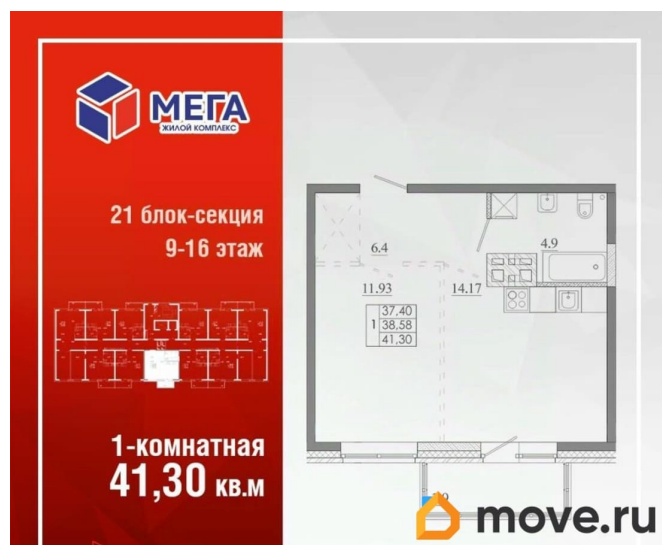 МЕГА
ЖИЛОЙ КОМПЛЕКС
21 блок-секция
9-16 этаж
1-комнатная
41,30 кв.м
6.4
4.9
11.93
14.17
37.40
1 38.58
41.30
move.ru